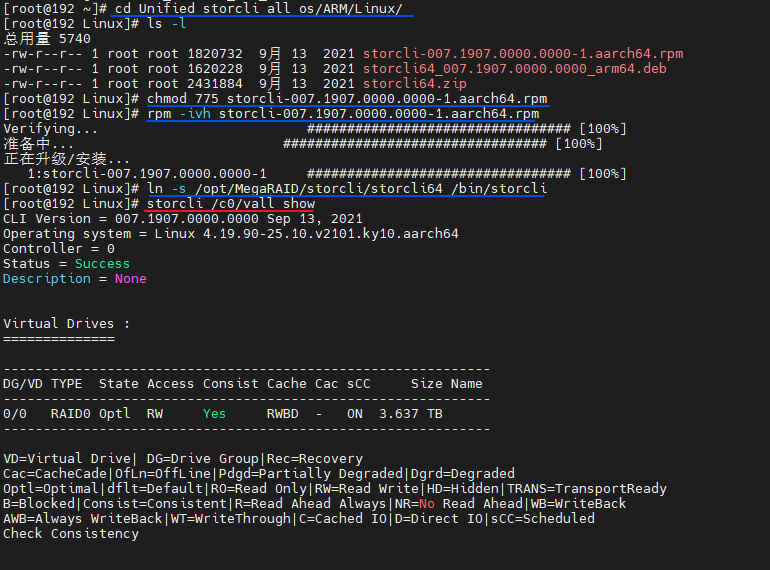 [root@192 ~]# cd Unified_storcli_all_os/ARM/Linux/
[root@192 Linux]# ls -l
总用量 5740
-rw-r--r-- 1 root root 1820732  9月 13  2021 storcli-007.1907.0000.0000-1.aarch64.rpm
-rw-r--r-- 1 root root 1620228  9月 13  2021 storcli64_007.1907.0000.0000_arm64.deb
-rw-r--r-- 1 root root 2431884  9月 13  2021 storcli64.zip
[root@192 Linux]# chmod 775 storcli-007.1907.0000.0000-1.aarch64.rpm
[root@192 Linux]# rpm -ivh storcli-007.1907.0000.0000-1.aarch64.rpm
Verifying...                          ################################# [100%]
准备中...                          ################################# [100%]
正在升级/安装...
   1:storcli-007.1907.0000.0000-1     ################################# [100%]
[root@192 Linux]# ln -s /opt/MegaRAID/storcli/storcli64 /bin/storcli
[root@192 Linux]# storcli /c0/vall show
CLI Version = 007.1907.0000.0000 Sep 13, 2021
Operating system = Linux 4.19.90-25.10.v2101.ky10.aarch64
Controller = 0
Status = Success
Description = None
Virtual Drives :
==============
-------------------------------------------------------------
DG/VD TYPE  State Access Consist Cache Cac sCC     Size Name
-------------------------------------------------------------
0/0   RAID0 Optl  RW     Yes     RWBD  -   ON  3.637 TB
-------------------------------------------------------------
VD=Virtual Drive| DG=Drive Group|Rec=Recovery
Cac=CacheCade|OfLn=OffLine|Pdgd=Partially Degraded|Dgrd=Degraded
Optl=Optimal|dflt=Default|RO=Read Only|RW=Read Write|HD=Hidden|TRANS=TransportReady
B=Blocked|Consist=Consistent|R=Read Ahead Always|NR=No Read Ahead|WB=WriteBack
AWB=Always WriteBack|WT=WriteThrough|C=Cached IO|D=Direct IO|sCC=Scheduled
Check Consistency